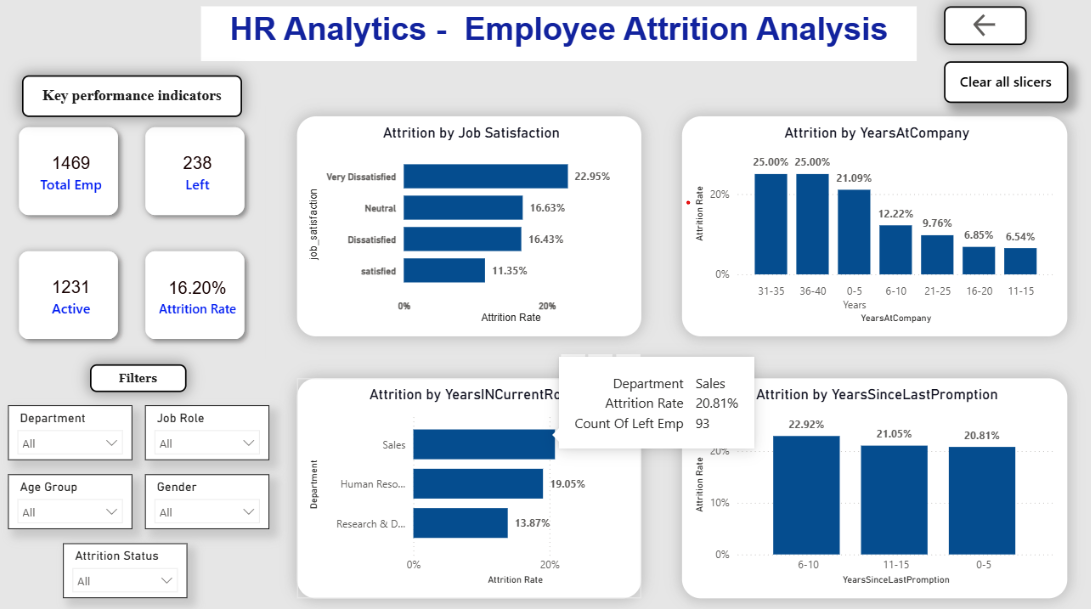 HR Analytics - Employee Attrition Analysis
Clear all slicers
Key performance indicators
1469
Total Emp
238
Left
1231
Active
16.20%
Attrition Rate
Filters
Department
All
Job Role
All
Age Group
All
Gender
All
Attrition Status
All
Attrition by Job Satisfaction
job_satisfaction
Very Dissatisfied 22.95%
Neutral 16.63%
Dissatisfied 16.43%
satisfied 11.35%
0% 20%
Attrition Rate
Attrition by YearsAtCompany
Attrition Rate
20%
0%
25.00% 25.00% 21.09% 12.22% 9.76% 6.85% 6.54%
31-35 36-40 0-5 6-10 21-25 16-20 11-15
Years
YearsAtCompany
Attrition by YearsINCurrentRo
Department
Sales
Human Reso... 19.05%
Research & D... 13.87%
0% 20%
Attrition Rate
Department Sales
Attrition Rate 20.81%
Count Of Left Emp 93
Attrition by YearsSinceLastPromption
Attrition Rate
20%
10%
0%
22.92% 21.05% 20.81%
6-10 11-15 0-5
YearsSinceLastPromption